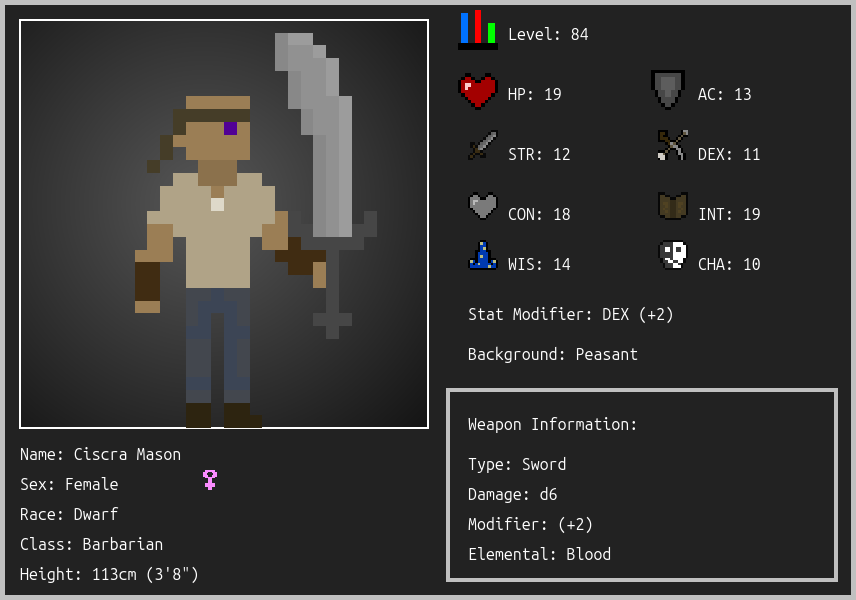 Level: 84
HP: 19
AC: 13
STR: 12
DEX: 11
CON: 18
INT: 19
WIS: 14
CHA: 10
Stat Modifier: DEX (+2)
Background: Peasant
Weapon Information:
Type: Sword
Damage: d6
Modifier: (+2)
Elemental: Blood
Name: Ciscra Mason
Sex: Female
Race: Dwarf
Class: Barbarian
Height: 113cm (3'8")